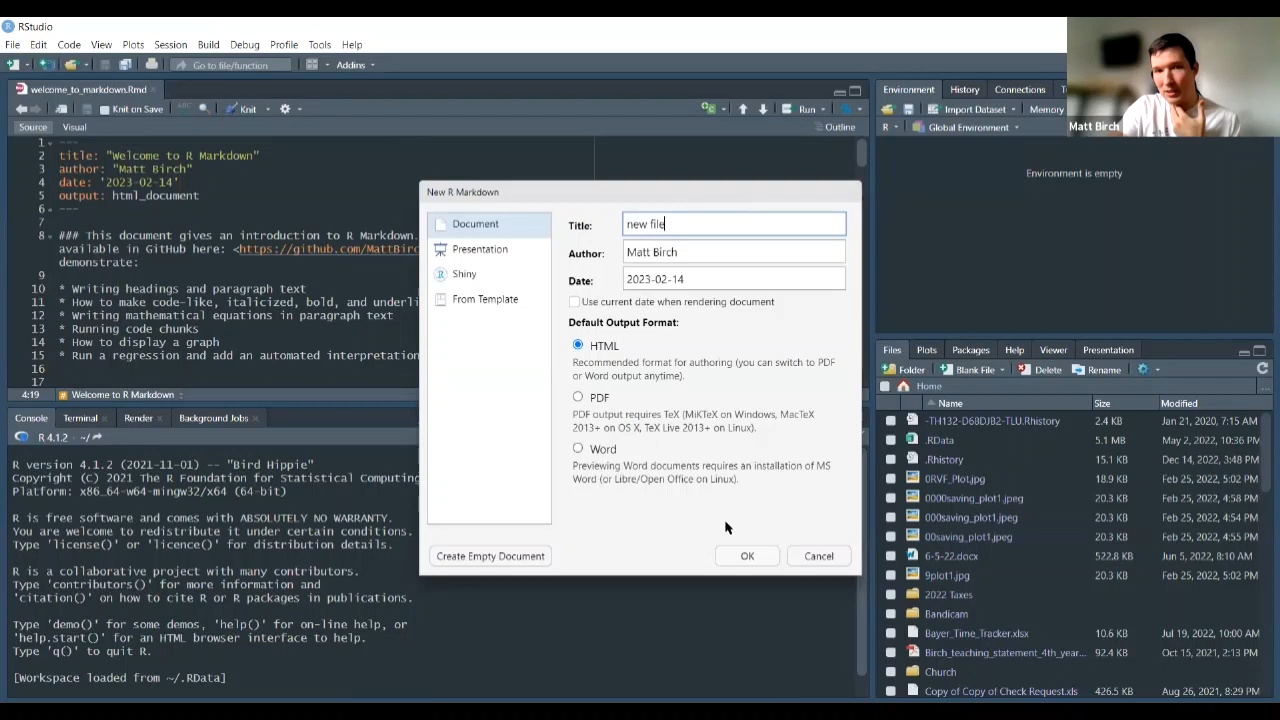 RStudio
File Edit Code View Plots Session Build Debug Profile Tools Help
Go to file/function Addins
welcome_to_markdown.Rmd
Knit on Save Knit Run
Source Visual Outline
1 ---
2 title: "Welcome to R Markdown"
3 author: "Matt Birch"
4 date: '2023-02-14'
5 output: html_document
6 ---
7
8 ### This document gives an introduction to R Markdown.
available in GitHub here: <https://github.com/MattBirc
demonstrate:
9
10 * Writing headings and paragraph text
11 * How to make code-like, italicized, bold, and underli
12 * Writing mathematical equations in paragraph text
13 * Running code chunks
14 * How to display a graph
15 * Run a regression and add an automated interpretation
16
17
4:19 # Welcome to R Markdown
Console Terminal Render Background Jobs
R 4.1.2 · ~/
R version 4.1.2 (2021-11-01) -- "Bird Hippie"
Copyright (C) 2021 The R Foundation for Statistical Computing
Platform: x86_64-w64-mingw32/x64 (64-bit)
R is free software and comes with ABSOLUTELY NO WARRANTY.
You are welcome to redistribute it under certain conditions.
Type 'license()' or 'licence()' for distribution details.
R is a collaborative project with many contributors.
Type 'contributors()' for more information and
'citation()' on how to cite R or R packages in publications.
Type 'demo()' for some demos, 'help()' for on-line help, or
'help.start()' for an HTML browser interface to help.
Type 'q()' to quit R.
[Workspace loaded from ~/.RData]
New R Markdown
Document
Presentation
Shiny
From Template
Title: new file
Author: Matt Birch
Date: 2023-02-14
Use current date when rendering document
Default Output Format:
HTML
Recommended format for authoring (you can switch to PDF
or Word output anytime).
PDF
PDF output requires TeX (MiKTeX on Windows, MacTeX
2013+ on OS X, TeX Live 2013+ on Linux).
Word
Previewing Word documents requires an installation of MS
Word (or Libre/Open Office on Linux).
Create Empty Document OK Cancel
Environment History Connections
Import Dataset Memory
R Global Environment
Environment is empty
Matt Birch
Files Plots Packages Help Viewer Presentation
Folder Blank File Delete Rename
Home
Name Size Modified
-TH132-D68DJB2-TLU.Rhistory 2.4 KB Jan 21, 2020, 7:15 AM
.RData 5.1 MB May 2, 2022, 10:36 PM
.Rhistory 15.1 KB Dec 14, 2022, 3:48 PM
0RVF_Plot.jpg 18.9 KB Feb 25, 2022, 5:02 PM
0000saving_plot1.jpeg 20.3 KB Feb 25, 2022, 4:58 PM
000saving_plot1.jpg 20.3 KB Feb 25, 2022, 4:54 PM
00saving_plot1.jpg 20.3 KB Feb 25, 2022, 5:02 PM
6-5-22.docx 522.8 KB Jun 5, 2022, 8:10 AM
9plot1.jpg 20.3 KB Feb 25, 2022, 5:02 PM
2022 Taxes
Bandicam
Bayer_Time_Tracker.xlsx 10.6 KB Jul 19, 2022, 10:00 AM
Birch_teaching_statement_4th_year... 92.4 KB Oct 15, 2021, 2:13 PM
Church
Copy of Copy of Check Request.xls 426.5 KB Aug 26, 2021, 8:29 PM